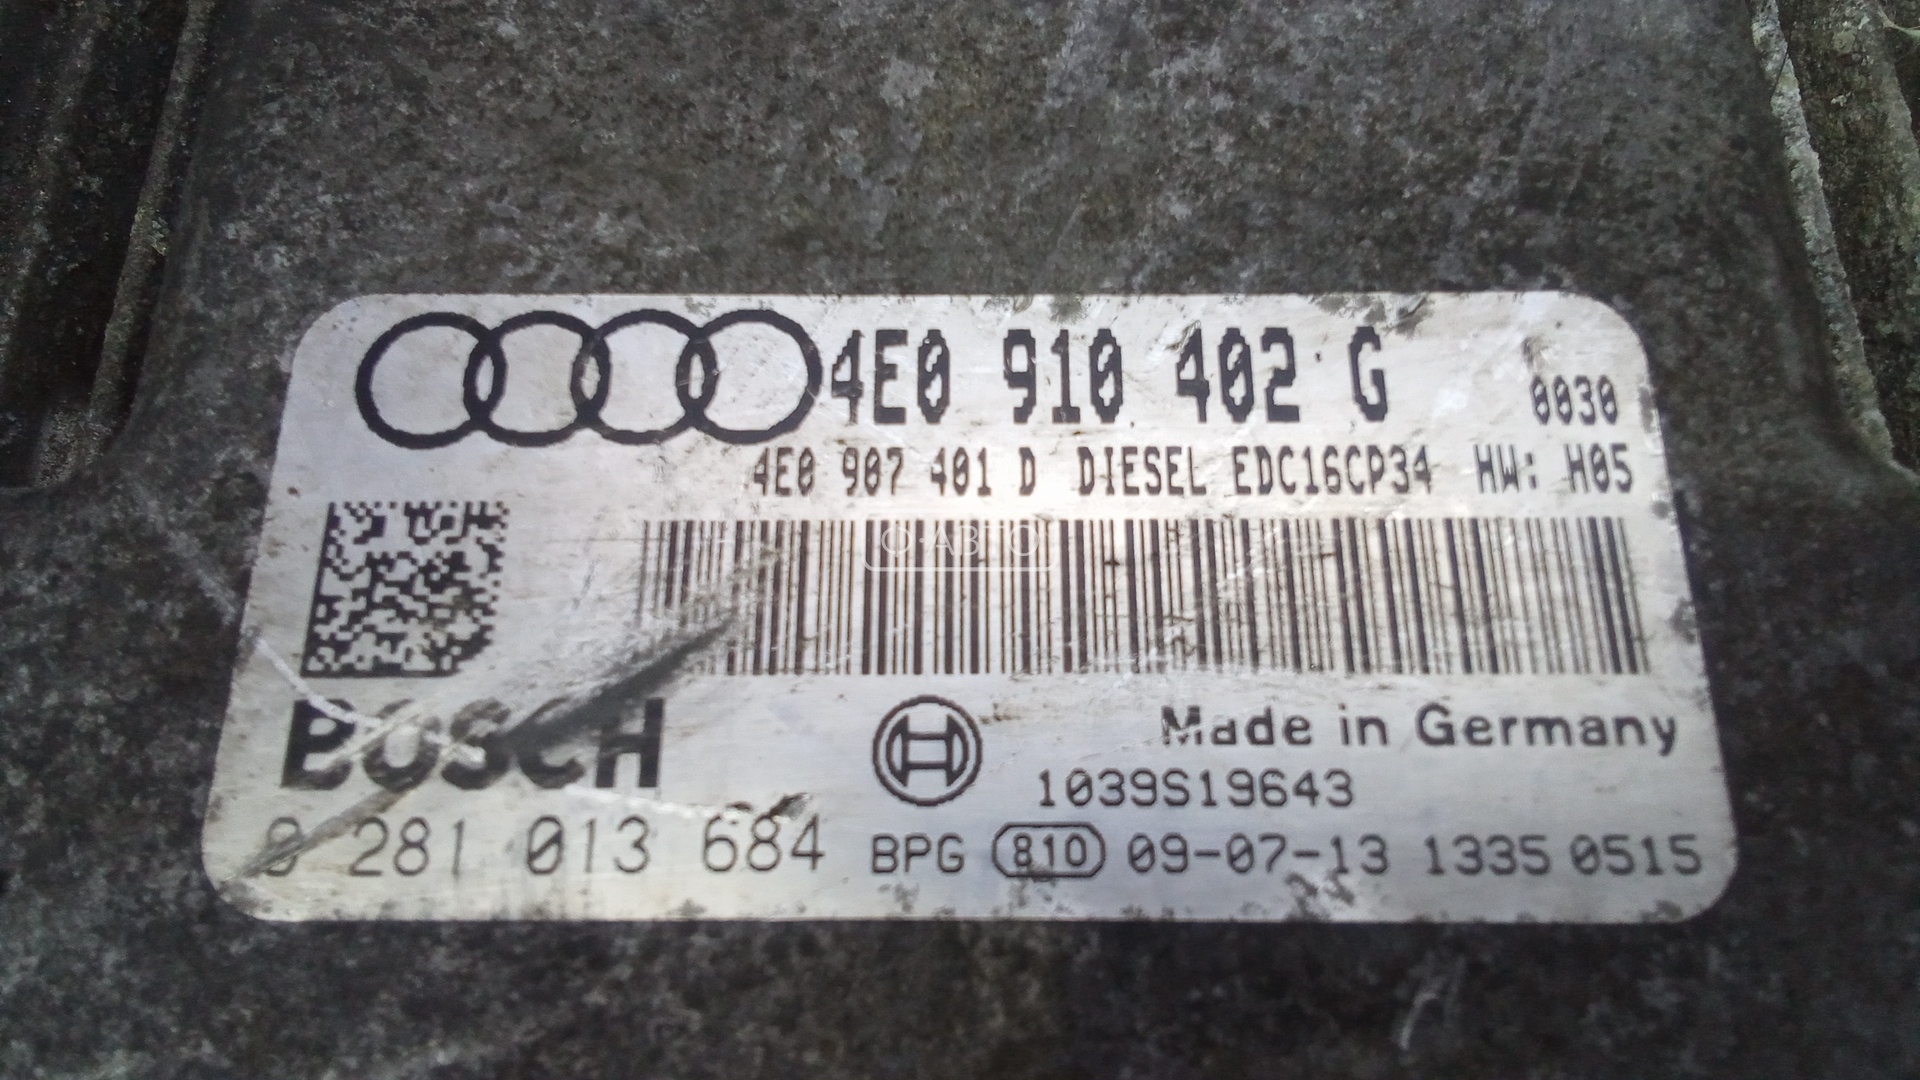 4E0 910 402 G 0030
4E0 907 401 D DIESEL EDC16CP34 HW: H05
О·АВТО
BOSCH
Made in Germany
1039S19643
0 281 013 684 BPG 810 09-07-13 1335 0515